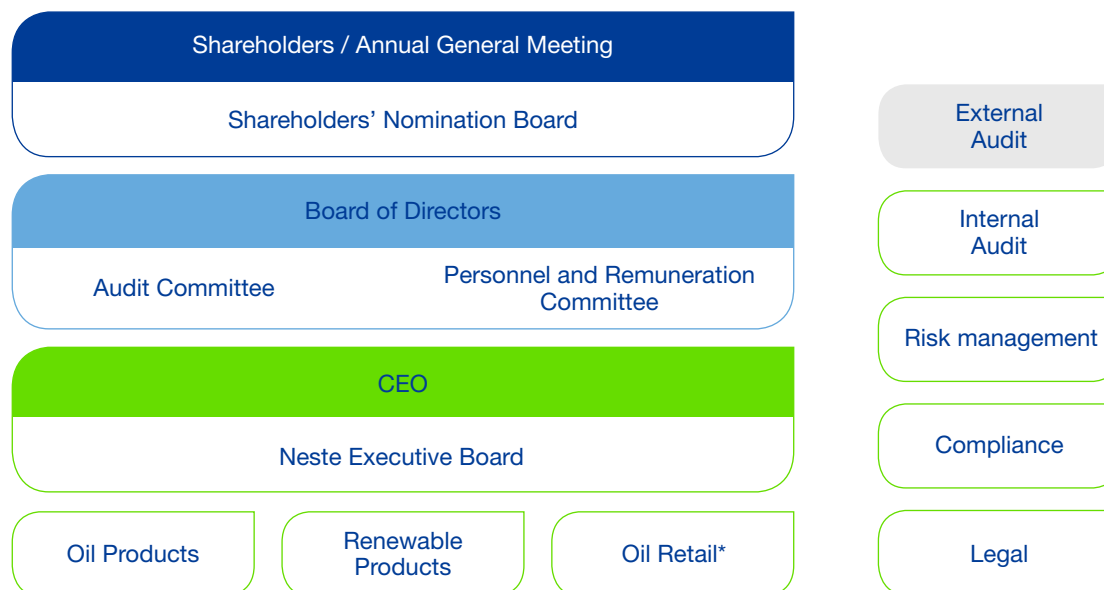 Shareholders / Annual General Meeting
Shareholders’ Nomination Board
Board of Directors
Audit Committee
Personnel and Remuneration
Committee
CEO
Neste Executive Board
Oil Products
Renewable
Products
Oil Retail*
External
Audit
Internal
Audit
Risk management
Compliance
Legal